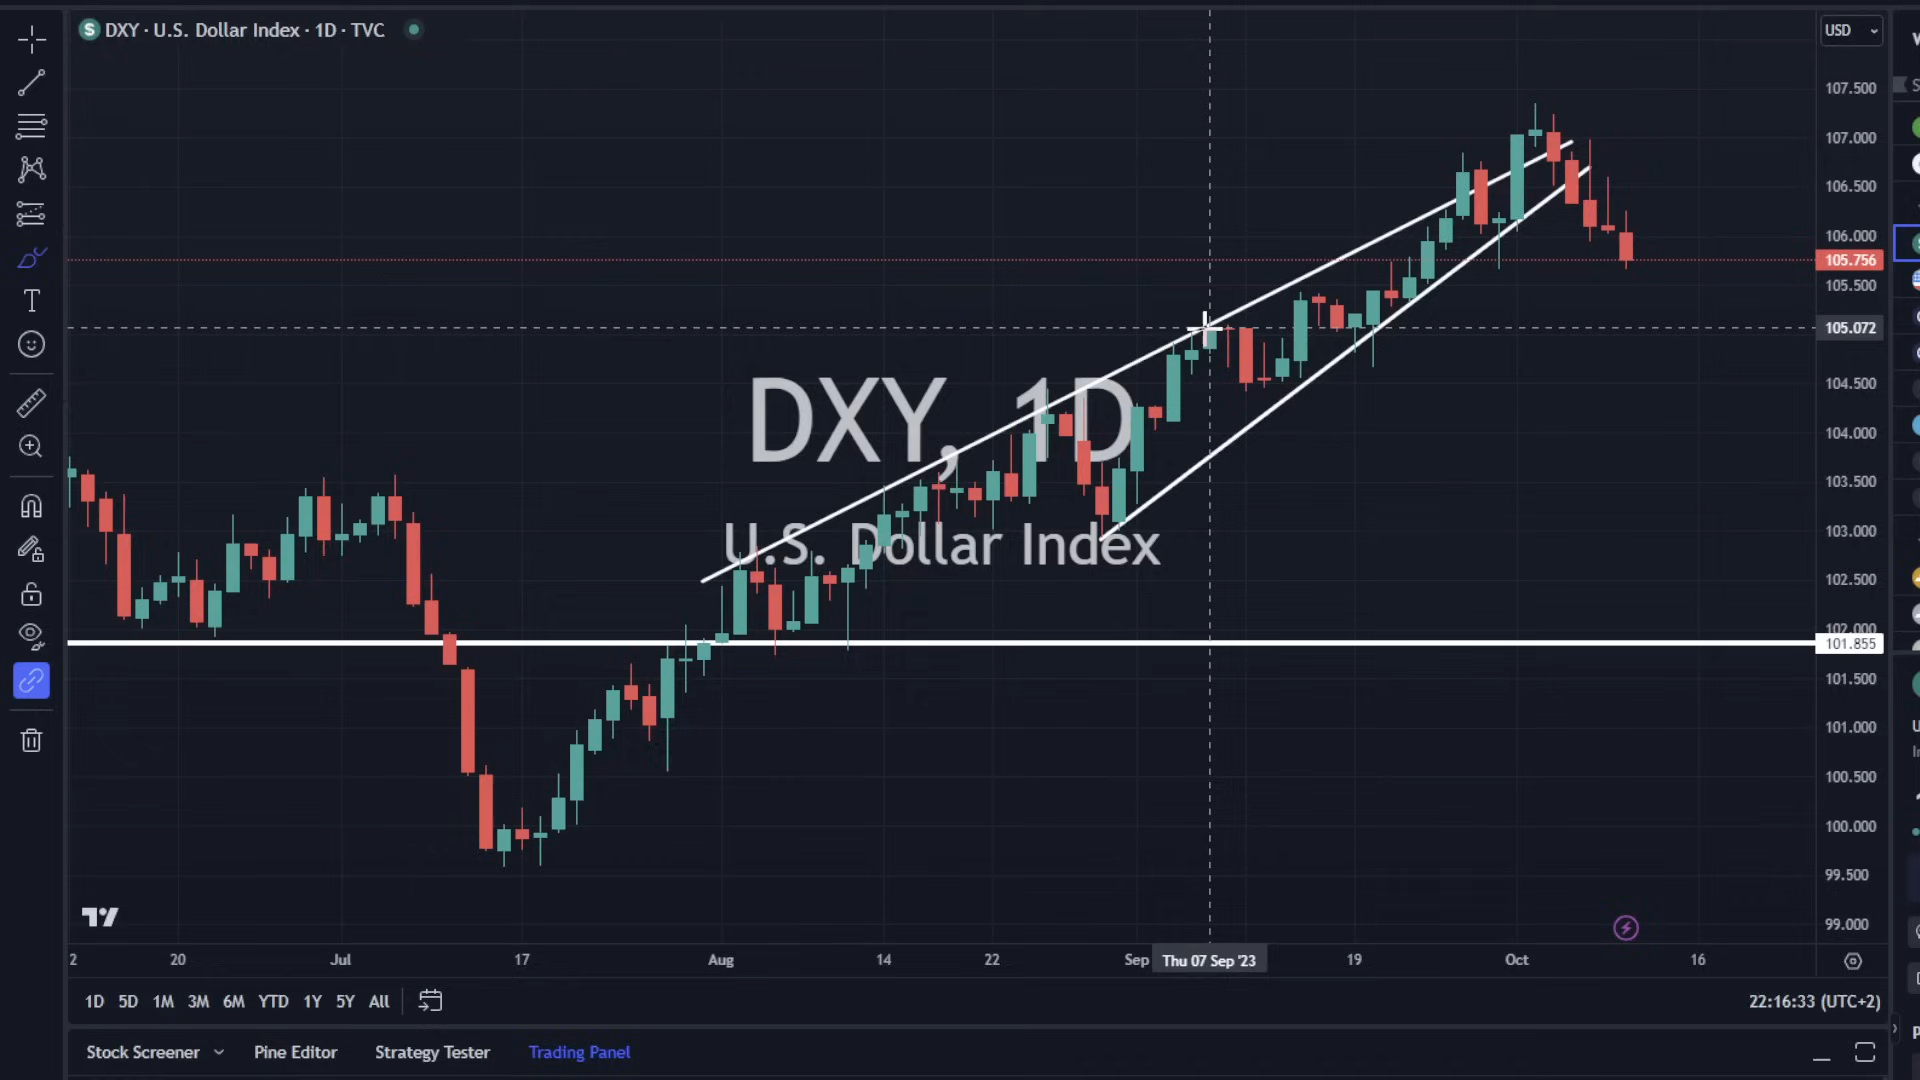 S DXY · U.S. Dollar Index · 1D · TVC
USD
107.500
107.000
106.500
106.000
105.756
105.500
105.072
104.500
104.000
103.500
103.000
102.500
102.000
101.855
101.500
101.000
100.500
100.000
99.500
99.000
DXY, 1D
U.S. Dollar Index
2 20 Jul 17 Aug 14 22 Sep Thu 07 Sep '23 19 Oct 16
1D 5D 1M 3M 6M YTD 1Y 5Y All
22:16:33 (UTC+2)
Stock Screener Pine Editor Strategy Tester Trading Panel